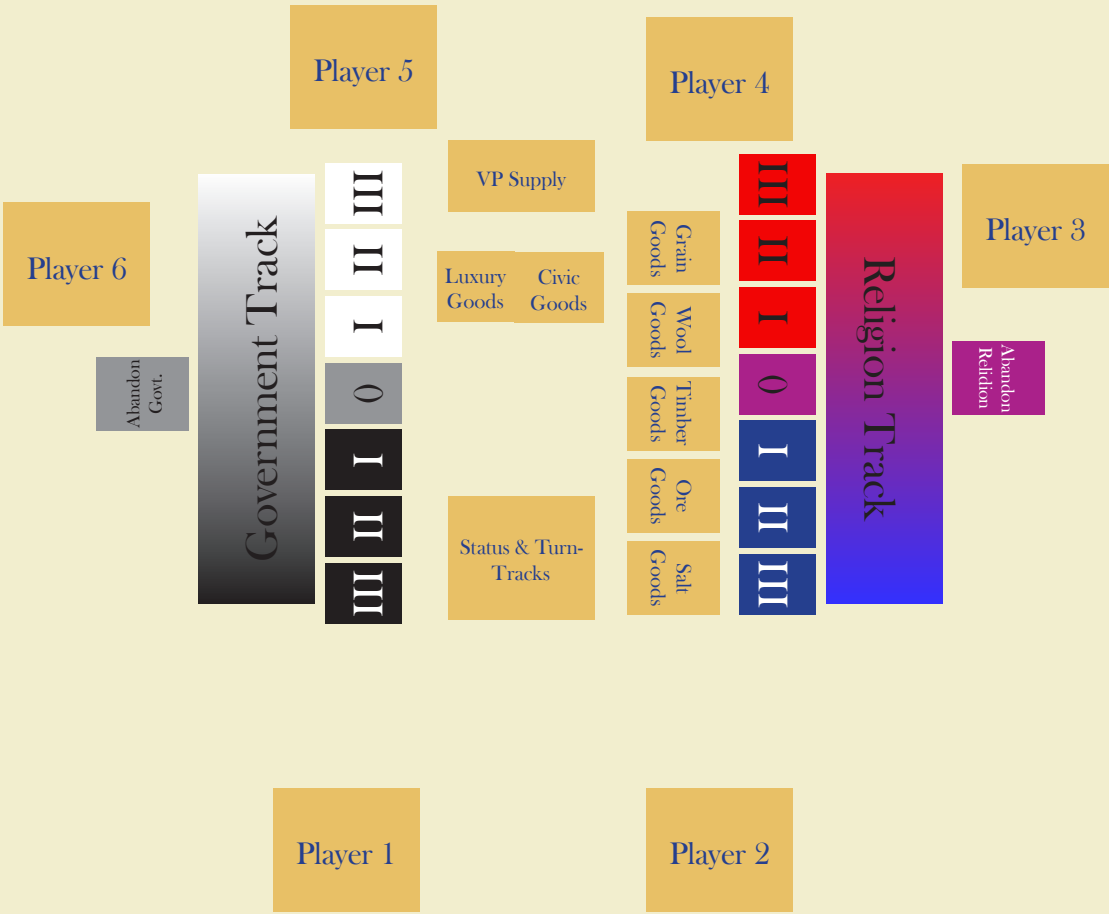 Player 5
Player 4
Player 6
Player 3
VP Supply
Luxury
Goods
Civic
Goods
Government Track
III
II
I
0
I
II
III
Abandon
Govt.
Grain
Goods
Wool
Goods
Timber
Goods
Ore
Goods
Salt
Goods
III
II
I
0
I
II
III
Religion Track
Abandon
Relidion
Status & Turn-
Tracks
Player 1
Player 2